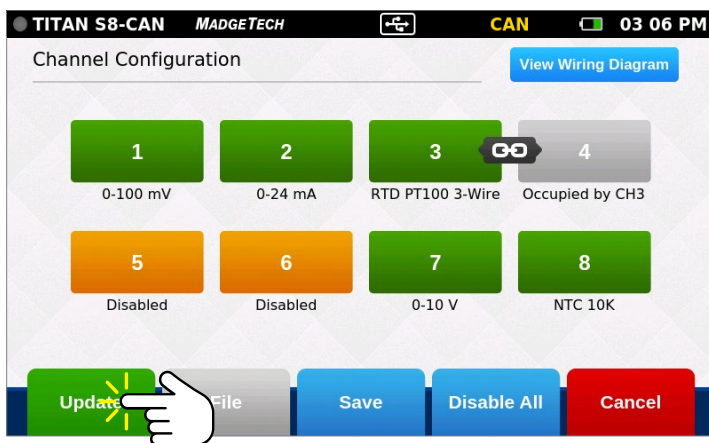 TITAN S8-CAN MADGETECH CAN 03 06 PM
Channel Configuration View Wiring Diagram
1 2 3 4
0-100 mV 0-24 mA RTD PT100 3-Wire Occupied by CH3
5 6 7 8
Disabled Disabled 0-10 V NTC 10K
Update File Save Disable All Cancel